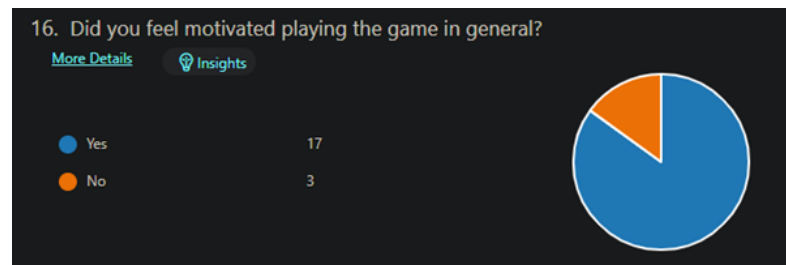 16. Did you feel motivated playing the game in general?
More Details Insights
Yes 17
No 3